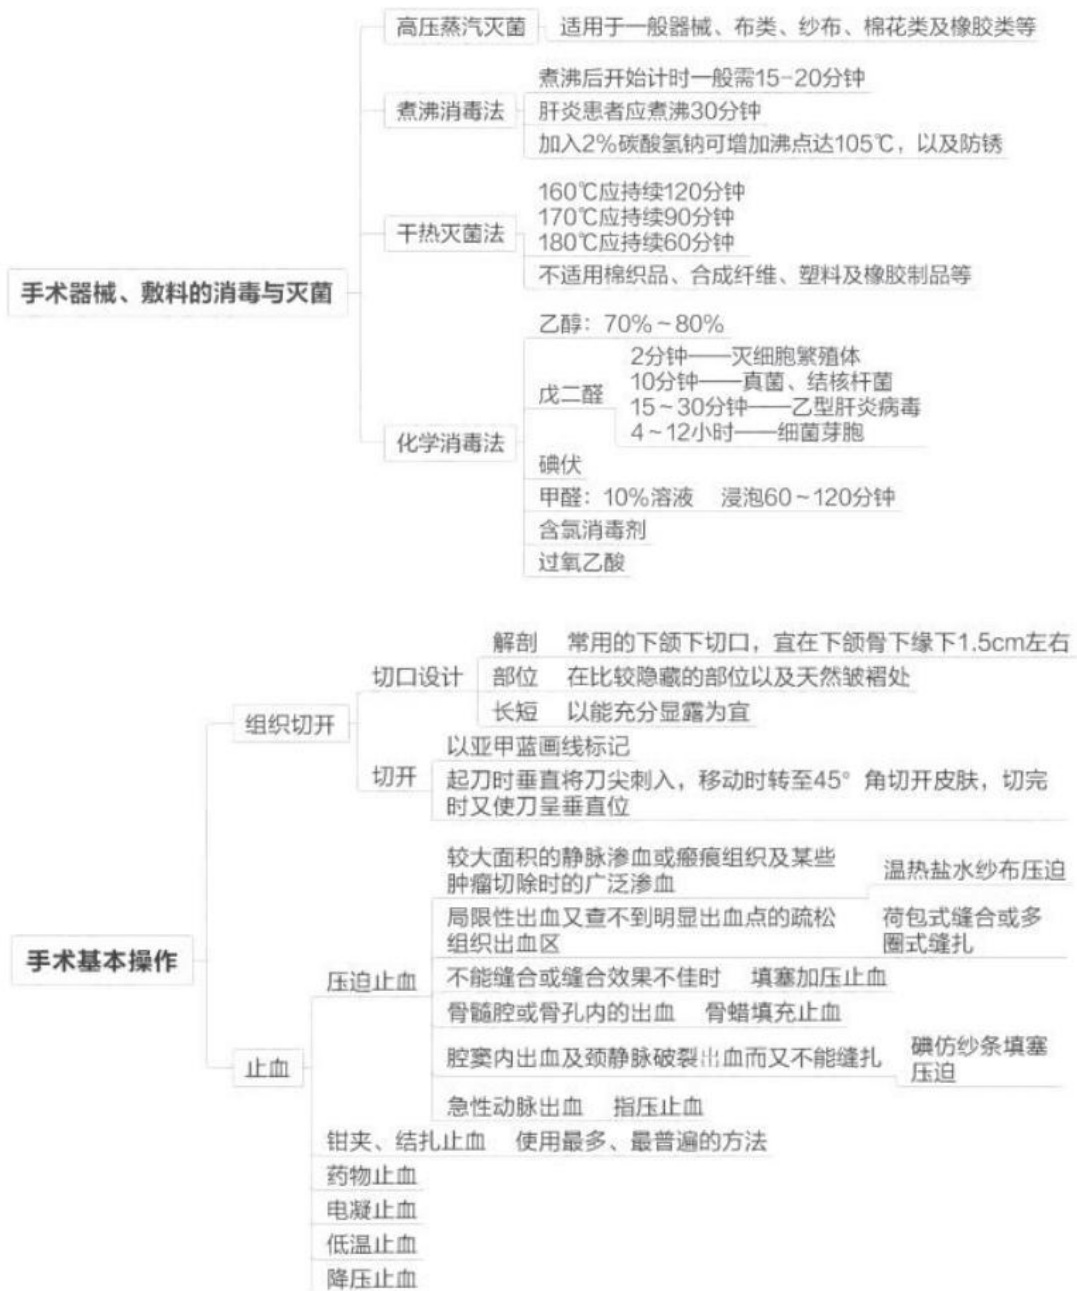 高压蒸汽灭菌 适用于一般器械、布类、纱布、棉花类及橡胶类等
煮沸后开始计时一般需15-20分钟
煮沸消毒法 肝炎患者应煮沸30分钟
加入2%碳酸氢钠可增加沸点达105℃，以及防锈
160℃应持续120分钟
170℃应持续90分钟
干热灭菌法
180℃应持续60分钟
不适用棉织品、合成纤维、塑料及橡胶制品等
手术器械、敷料的消毒与灭菌
乙醇：70%~80%
2分钟——灭细胞繁殖体
10分钟——真菌、结核杆菌
戊二醛
15~30分钟——乙型肝炎病毒
4~12小时——细菌芽胞
化学消毒法
碘伏
甲醛：10%溶液 浸泡60~120分钟
含氯消毒剂
过氧乙酸
解剖 常用的下颌下切口，宜在下颌骨下缘下1.5cm左右
切口设计 部位 在比较隐藏的部位以及天然皱褶处
长短 以能充分显露为宜
组织切开
以亚甲蓝画线标记
切开
起刀时垂直将刀尖刺入，移动时转至45°角切开皮肤，切完
时又使刀呈垂直位
较大面积的静脉渗血或瘢痕组织及某些
肿瘤切除时的广泛渗血
温热盐水纱布压迫
局限性出血又查不到明显出血点的疏松
组织出血区
荷包式缝合或多
圈式缝扎
手术基本操作
压迫止血
不能缝合或缝合效果不佳时 填塞加压止血
骨髓腔或骨孔内的出血 骨蜡填充止血
腔窦内出血及颈静脉破裂出血而又不能缝扎
碘仿纱条填塞
压迫
止血
急性动脉出血 指压止血
钳夹、结扎止血 使用最多、最普遍的方法
药物止血
电凝止血
低温止血
降压止血